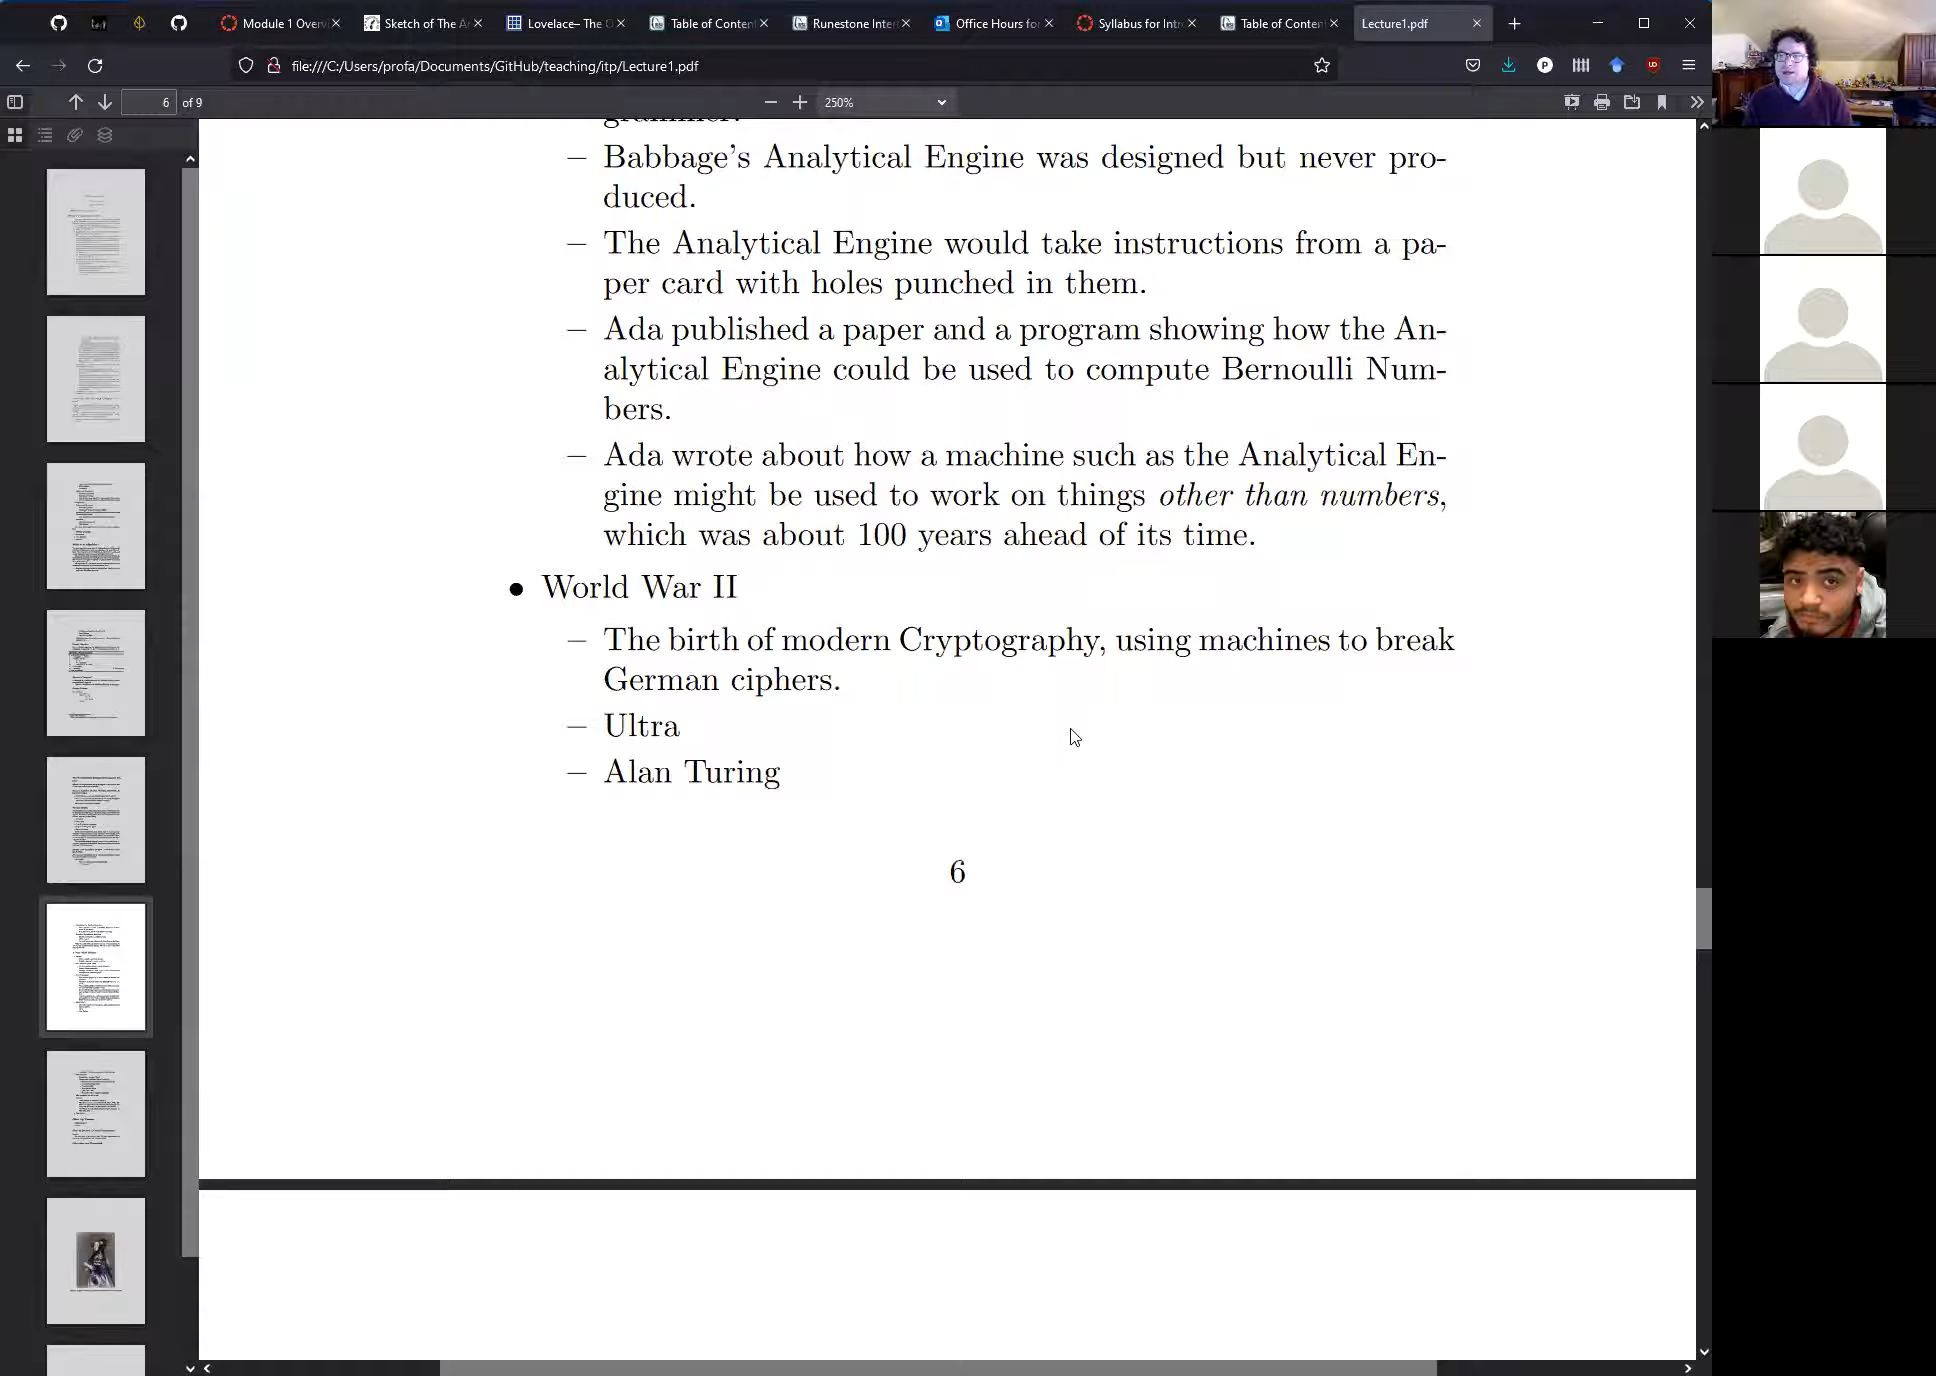 Module 1 Overvi
Sketch of The A
Lovelace– The O
Table of Conten
Runestone Inter
Office Hours for
Syllabus for Intr
Table of Conten
Lecture1.pdf
file:///C:/Users/profa/Documents/GitHub/teaching/itp/Lecture1.pdf
6 of 9
250%
grammer.
– Babbage's Analytical Engine was designed but never pro-
duced.
– The Analytical Engine would take instructions from a pa-
per card with holes punched in them.
– Ada published a paper and a program showing how the An-
alytical Engine could be used to compute Bernoulli Num-
bers.
– Ada wrote about how a machine such as the Analytical En-
gine might be used to work on things other than numbers,
which was about 100 years ahead of its time.
• World War II
– The birth of modern Cryptography, using machines to break
German ciphers.
– Ultra
– Alan Turing
6